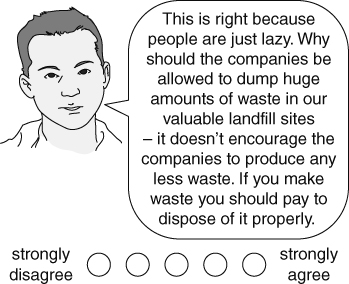 This is right because
people are just lazy. Why
should the companies be
allowed to dump huge
amounts of waste in our
valuable landfill sites
– it doesn't encourage the
companies to produce any
less waste. If you make
waste you should pay to
dispose of it properly.
strongly
disagree
strongly
agree